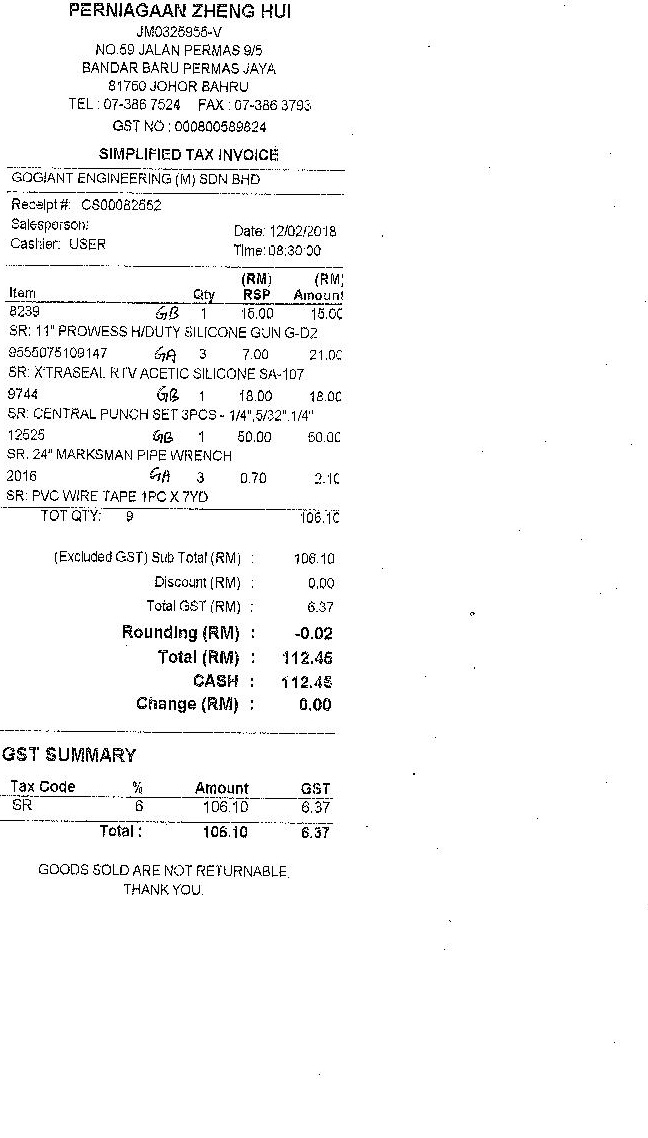 PERNIAGAAN ZHENG HUI
JM0325955-V
NO.59 JALAN PERMAS 9/5
BANDAR BARU PERMAS JAYA
81750 JOHOR BAHRU
TEL : 07-386 7524 FAX : 07-386 3793
GST NO : 000800589824
SIMPLIFIED TAX INVOICE
GOGIANT ENGINEERING (M) SDN BHD
Receipt #: CS00082552
Salesperson:
Date: 12/02/2018
Cashier: USER
Time: 08:30:00
(RM) (RM)
Item Qty RSP Amount
8239 GB 1 15.00 15.00
SR: 11" PROWESS H/DUTY SILICONE GUN G-D2
9555075109147 GA 3 7.00 21.00
SR: X'TRASEAL RTV ACETIC SILICONE SA-107
9744 GB 1 18.00 18.00
SR: CENTRAL PUNCH SET 3PCS - 1/4",5/32",1/4"
12525 GB 1 50.00 50.00
SR: 24" MARKSMAN PIPE WRENCH
2016 GA 3 0.70 2.10
SR: PVC WIRE TAPE 1PC X 7YD
TOT QTY: 9 106.10
(Excluded GST) Sub Total (RM) : 106.10
Discount (RM) : 0.00
Total GST (RM) : 6.37
Rounding (RM) : -0.02
Total (RM) : 112.45
CASH : 112.45
Change (RM) : 0.00
GST SUMMARY
Tax Code % Amount GST
SR 6 106.10 6.37
Total : 106.10 6.37
GOODS SOLD ARE NOT RETURNABLE,
THANK YOU.